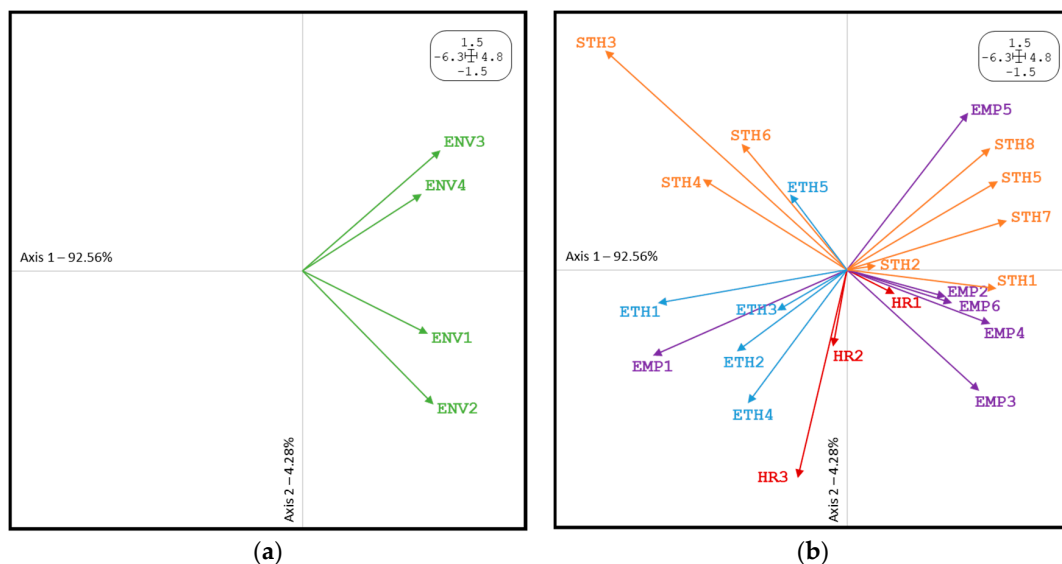 1.5
-6.3 4.8
-1.5
ENV3
ENV4
Axis 1 – 92.56%
ENV1
ENV2
Axis 2 – 4.28%
(a)
1.5
-6.3 4.8
-1.5
STH3
EMP5
STH6
STH8
STH4
ETH5
STH5
STH7
Axis 1 – 92.56%
STH2
STH1
EMP2
HR1
EMP6
ETH1
ETH3
EMP4
HR2
EMP1
ETH2
EMP3
ETH4
HR3
Axis 2 – 4.28%
(b)